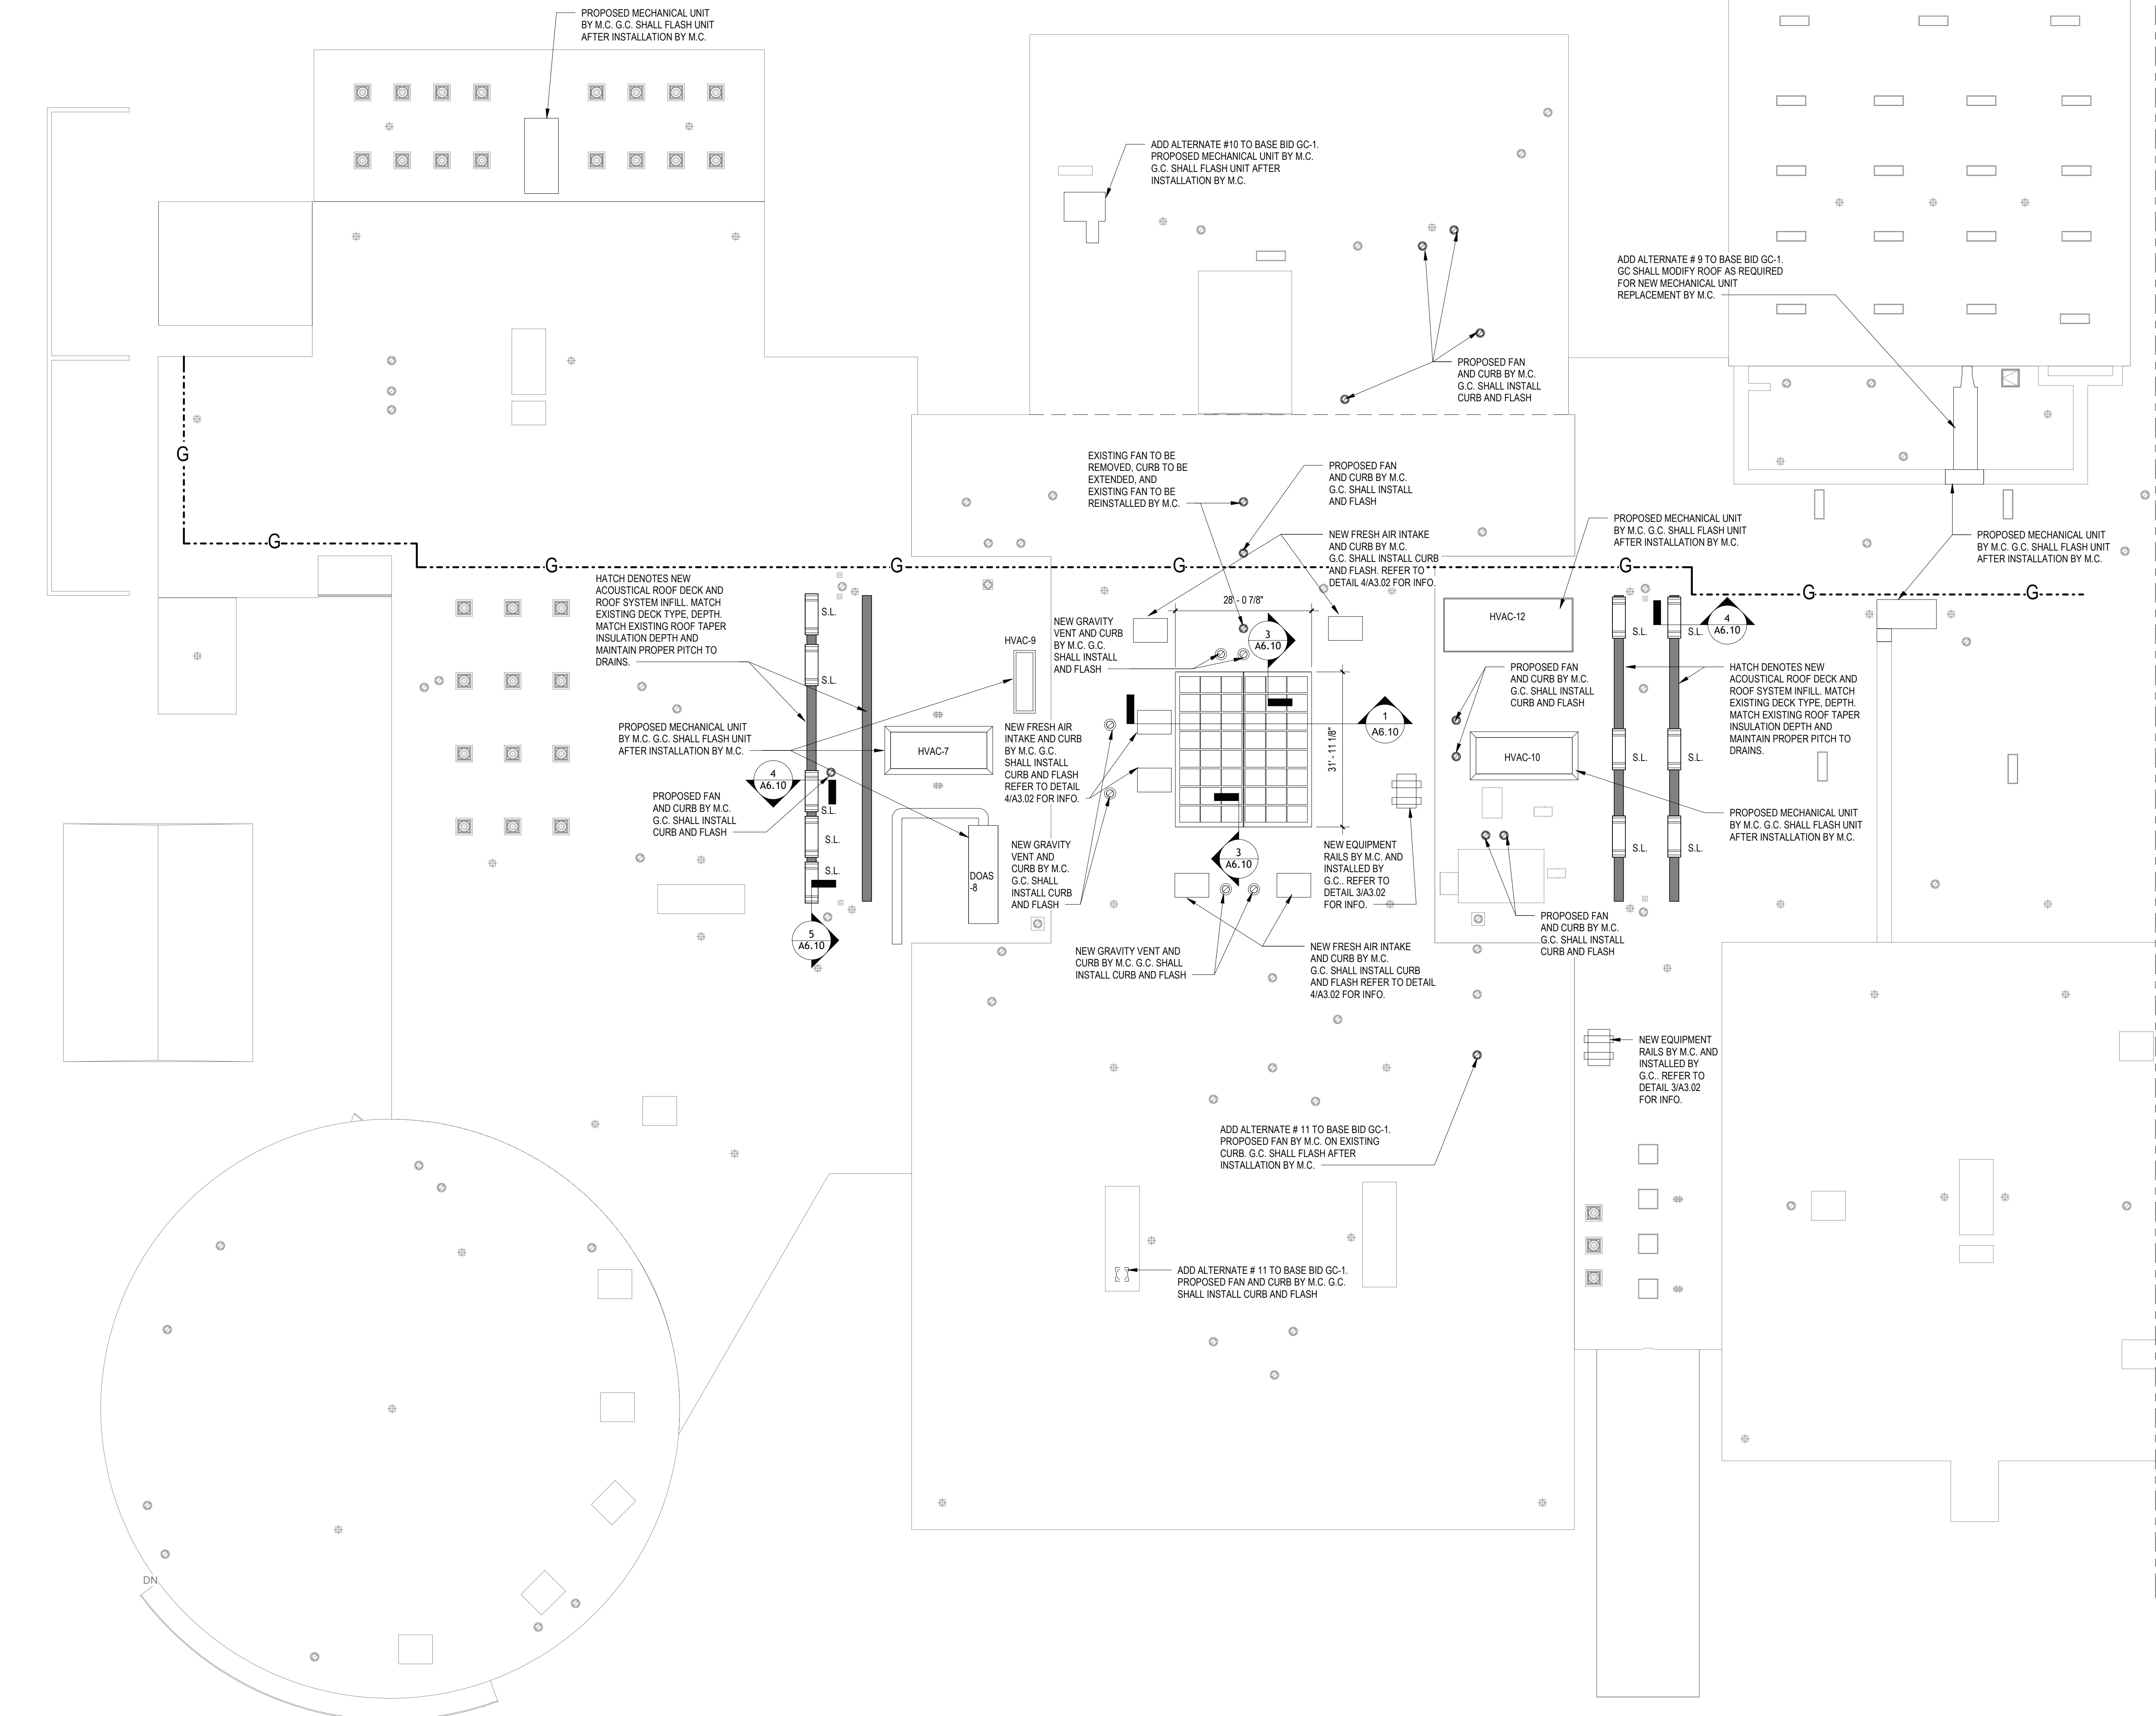 PROPOSED MECHANICAL UNIT
BY M.C. G.C. SHALL FLASH UNIT
AFTER INSTALLATION BY M.C.
ADD ALTERNATE #10 TO BASE BID GC-1.
PROPOSED MECHANICAL UNIT BY M.C.
G.C. SHALL FLASH UNIT AFTER
INSTALLATION BY M.C.
ADD ALTERNATE # 9 TO BASE BID GC-1.
GC SHALL MODIFY ROOF AS REQUIRED
FOR NEW MECHANICAL UNIT
REPLACEMENT BY M.C.
PROPOSED FAN
AND CURB BY M.C.
G.C. SHALL INSTALL
CURB AND FLASH
G
EXISTING FAN TO BE
REMOVED, CURB TO BE
EXTENDED, AND
EXISTING FAN TO BE
REINSTALLED BY M.C.
PROPOSED FAN
AND CURB BY M.C.
G.C. SHALL INSTALL
AND FLASH
NEW FRESH AIR INTAKE
AND CURB BY M.C.
G.C. SHALL INSTALL CURB
AND FLASH. REFER TO
DETAIL 4/A3.02 FOR INFO.
PROPOSED MECHANICAL UNIT
BY M.C. G.C. SHALL FLASH UNIT
AFTER INSTALLATION BY M.C.
PROPOSED MECHANICAL UNIT
BY M.C. G.C. SHALL FLASH UNIT
AFTER INSTALLATION BY M.C.
G
G
G
G
G
G
G
HATCH DENOTES NEW
ACOUSTICAL ROOF DECK AND
ROOF SYSTEM INFILL. MATCH
EXISTING DECK TYPE, DEPTH.
MATCH EXISTING ROOF TAPER
INSULATION DEPTH AND
MAINTAIN PROPER PITCH TO
DRAINS.
S.L.
S.L.
HVAC-9
NEW GRAVITY
VENT AND CURB
BY M.C. G.C.
SHALL INSTALL
AND FLASH
28' - 0 7/8"
3
A6.10
HVAC-12
S.L.
S.L.
4
A6.10
PROPOSED FAN
AND CURB BY M.C.
G.C. SHALL INSTALL
CURB AND FLASH
HATCH DENOTES NEW
ACOUSTICAL ROOF DECK AND
ROOF SYSTEM INFILL. MATCH
EXISTING DECK TYPE, DEPTH.
MATCH EXISTING ROOF TAPER
INSULATION DEPTH AND
MAINTAIN PROPER PITCH TO
DRAINS.
PROPOSED MECHANICAL UNIT
BY M.C. G.C. SHALL FLASH UNIT
AFTER INSTALLATION BY M.C.
HVAC-7
NEW FRESH AIR
INTAKE AND CURB
BY M.C. G.C.
SHALL INSTALL
CURB AND FLASH
REFER TO DETAIL
4/A3.02 FOR INFO.
1
A6.10
31' - 11 1/8"
HVAC-10
S.L.
S.L.
4
A6.10
PROPOSED FAN
AND CURB BY M.C.
G.C. SHALL INSTALL
CURB AND FLASH
S.L.
S.L.
S.L.
PROPOSED MECHANICAL UNIT
BY M.C. G.C. SHALL FLASH UNIT
AFTER INSTALLATION BY M.C.
S.L.
S.L.
DOAS
-8
NEW GRAVITY
VENT AND
CURB BY M.C.
G.C. SHALL
INSTALL CURB
AND FLASH
3
A6.10
NEW EQUIPMENT
RAILS BY M.C. AND
INSTALLED BY
G.C.. REFER TO
DETAIL 3/A3.02
FOR INFO.
5
A6.10
PROPOSED FAN
AND CURB BY M.C.
G.C. SHALL INSTALL
CURB AND FLASH
NEW GRAVITY VENT AND
CURB BY M.C. G.C. SHALL
INSTALL CURB AND FLASH
NEW FRESH AIR INTAKE
AND CURB BY M.C.
G.C. SHALL INSTALL CURB
AND FLASH REFER TO DETAIL
4/A3.02 FOR INFO.
NEW EQUIPMENT
RAILS BY M.C. AND
INSTALLED BY
G.C.. REFER TO
DETAIL 3/A3.02
FOR INFO.
ADD ALTERNATE # 11 TO BASE BID GC-1.
PROPOSED FAN BY M.C. ON EXISTING
CURB. G.C. SHALL FLASH AFTER
INSTALLATION BY M.C.
ADD ALTERNATE # 11 TO BASE BID GC-1.
PROPOSED FAN AND CURB BY M.C. G.C.
SHALL INSTALL CURB AND FLASH
DN